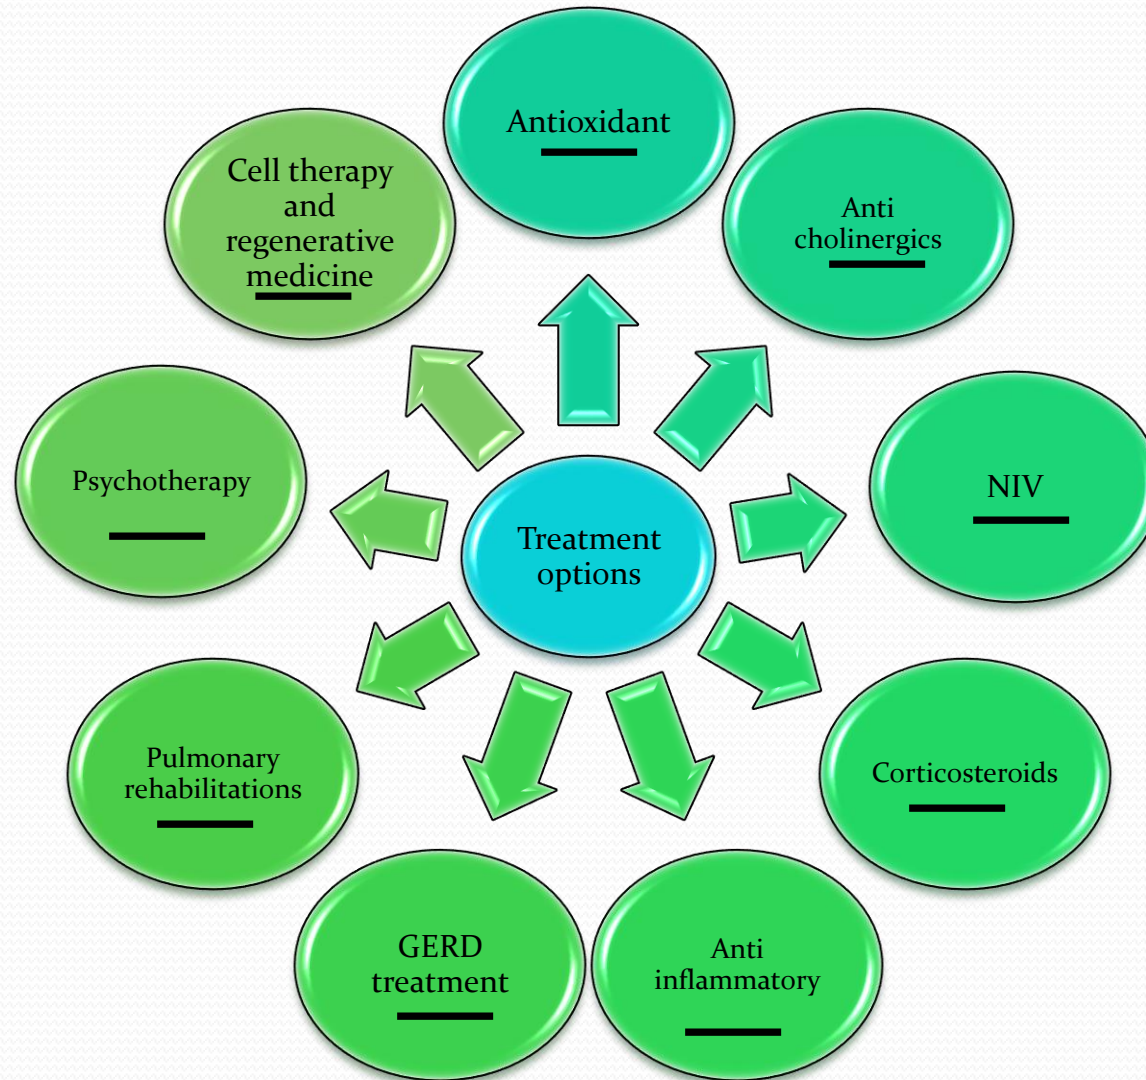 Treatment
options
Antioxidant
Anti
cholinergics
NIV
Corticosteroids
Anti
inflammatory
GERD
treatment
Pulmonary
rehabilitations
Psychotherapy
Cell therapy
and
regenerative
medicine